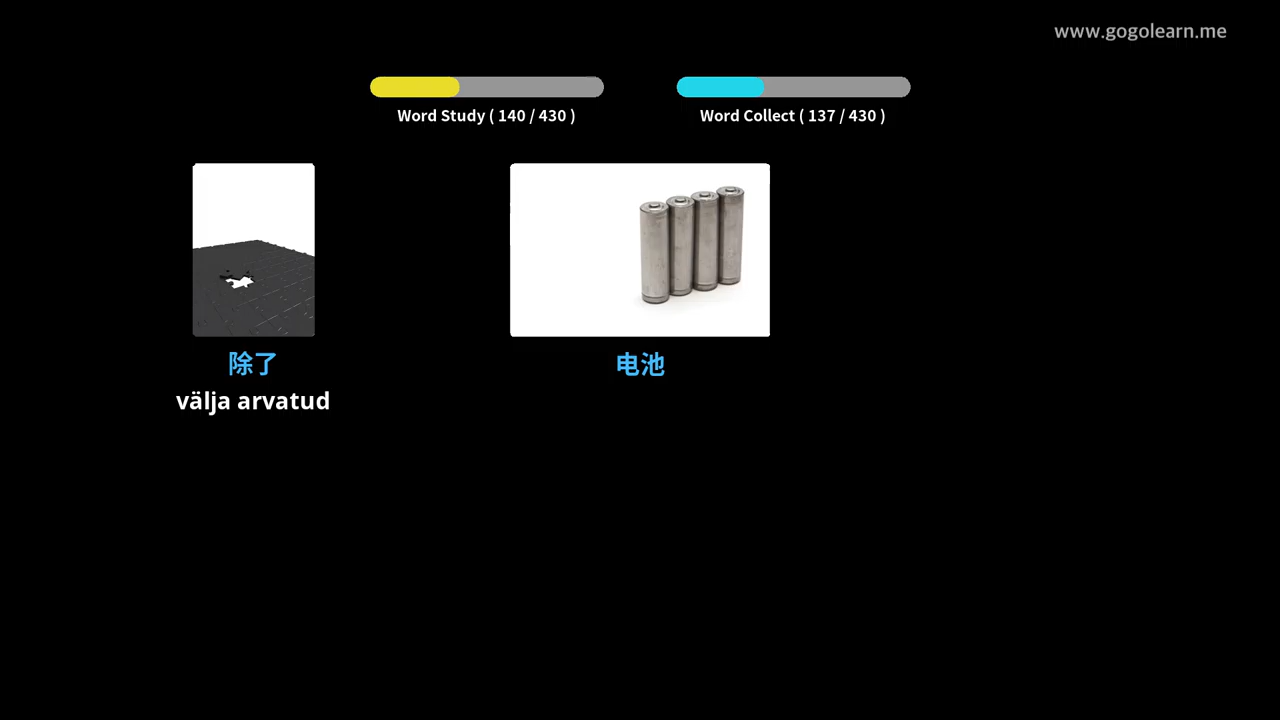 www.gogolearn.me
Word Study ( 140 / 430 )
Word Collect ( 137 / 430 )
除了
电池
välja arvatud